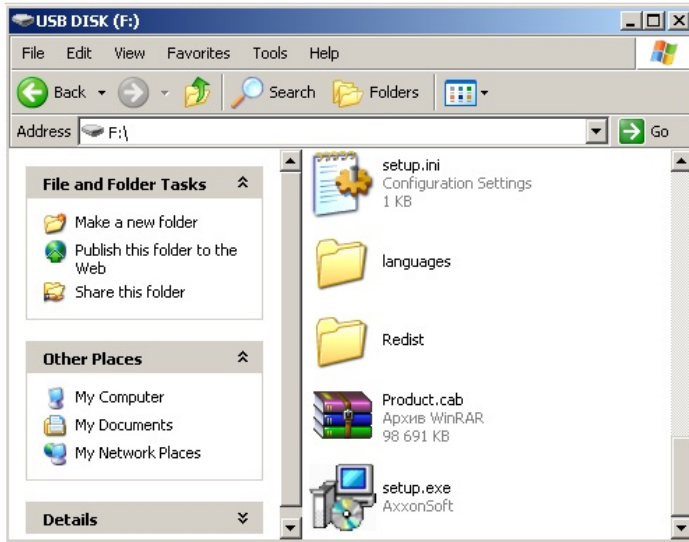 USB DISK (F:)
File Edit View Favorites Tools Help
Back Search Folders
Address F:\ Go
File and Folder Tasks
Make a new folder
Publish this folder to the
Web
Share this folder
Other Places
My Computer
My Documents
My Network Places
Details
setup.ini
Configuration Settings
1 KB
languages
Redist
Product.cab
Архив WinRAR
98 691 KB
setup.exe
AxxonSoft